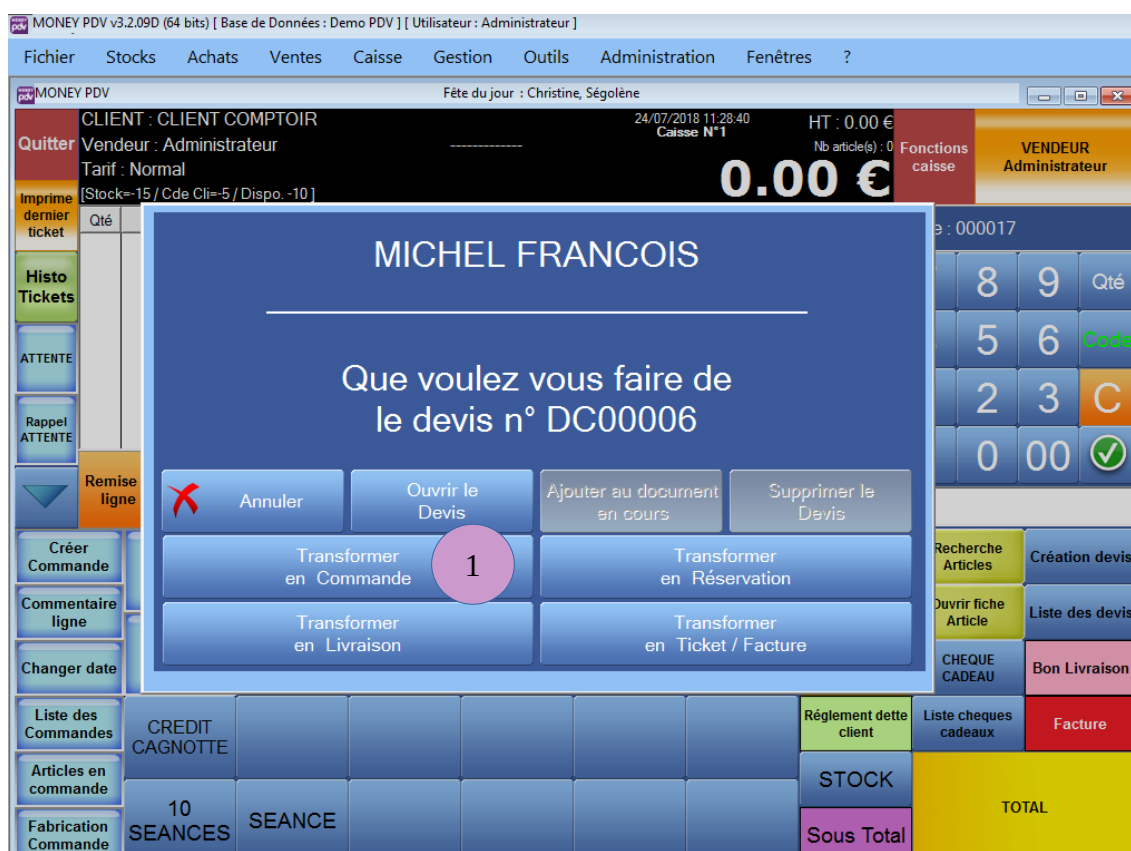 MONEY PDV v3.2.09D (64 bits) [ Base de Données : Demo PDV ] [ Utilisateur : Administrateur ]
Fichier Stocks Achats Ventes Caisse Gestion Outils Administration Fenêtres ?
MONEY PDV Fête du jour : Christine, Ségolène
Quitter
CLIENT : CLIENT COMPTOIR
Vendeur : Administrateur
Tarif : Normal
[Stock=-15 / Cde Cli=-5 / Dispo. -10 ]
-------------
24/07/2018 11:28:40
Caisse N°1
HT : 0.00 €
Nb article(s) : 0
0.00 €
Fonctions
caisse
VENDEUR
Administrateur
Imprime
dernier
ticket
Qté
: 000017
Histo
Tickets
ATTENTE
Rappel
ATTENTE
Remise
ligne
MICHEL FRANCOIS
Que voulez vous faire de
le devis n° DC00006
Annuler
Ouvrir le
Devis
Ajouter au document
en cours
Supprimer le
Devis
Transformer
en Commande
1
Transformer
en Réservation
Transformer
en Livraison
Transformer
en Ticket / Facture
8 9 Qté
5 6 Code
2 3 C
0 00
Créer
Commande
Commentaire
ligne
Changer date
Recherche
Articles
Création devis
Ouvrir fiche
Article
Liste des devis
CHEQUE
CADEAU
Bon Livraison
Liste des
Commandes
CREDIT
CAGNOTTE
Réglement dette
client
Liste cheques
cadeaux
Facture
Articles en
commande
10
SEANCES
SEANCE
STOCK
TOTAL
Fabrication
Commande
Sous Total